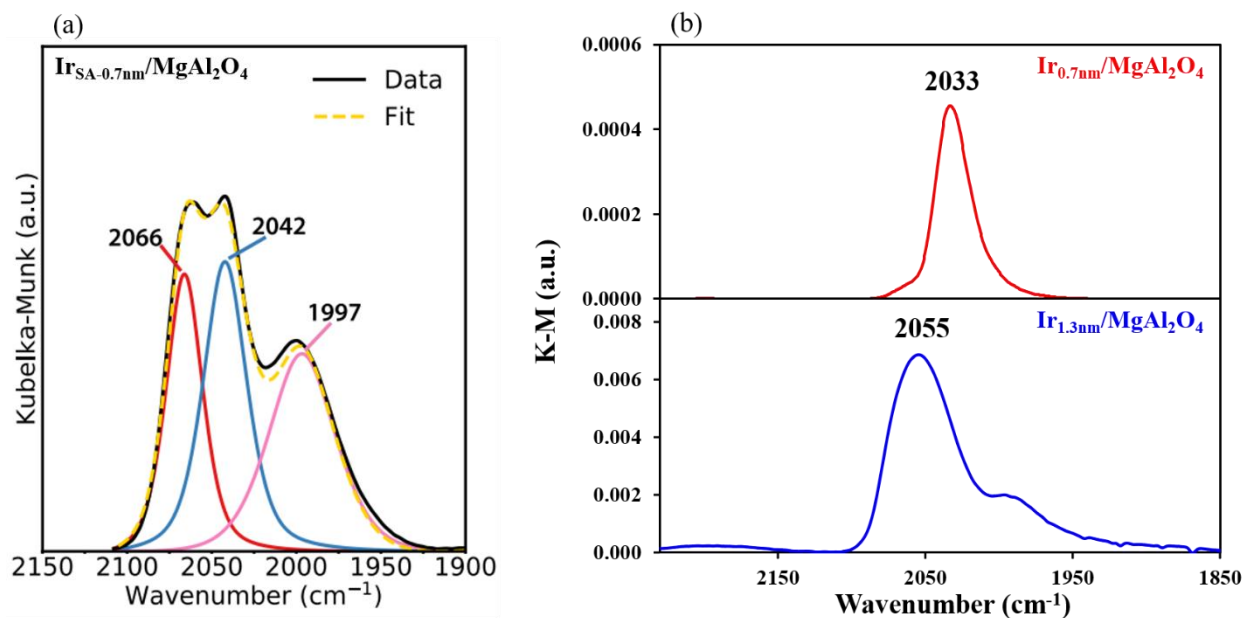 (a)
Ir_SA-0.7nm/MgAl₂O₄
Data
Fit
2066
2042
1997
Kubelka-Munk (a.u.)
2150 2100 2050 2000 1950 1900
Wavenumber (cm⁻¹)
(b)
0.0006
0.0004
0.0002
0.0000
Ir₀.₇ₙₘ/MgAl₂O₄
2033
K-M (a.u.)
0.008
0.006
0.004
0.002
0.000
Ir₁.₃ₙₘ/MgAl₂O₄
2055
2150 2050 1950 1850
Wavenumber (cm⁻¹)